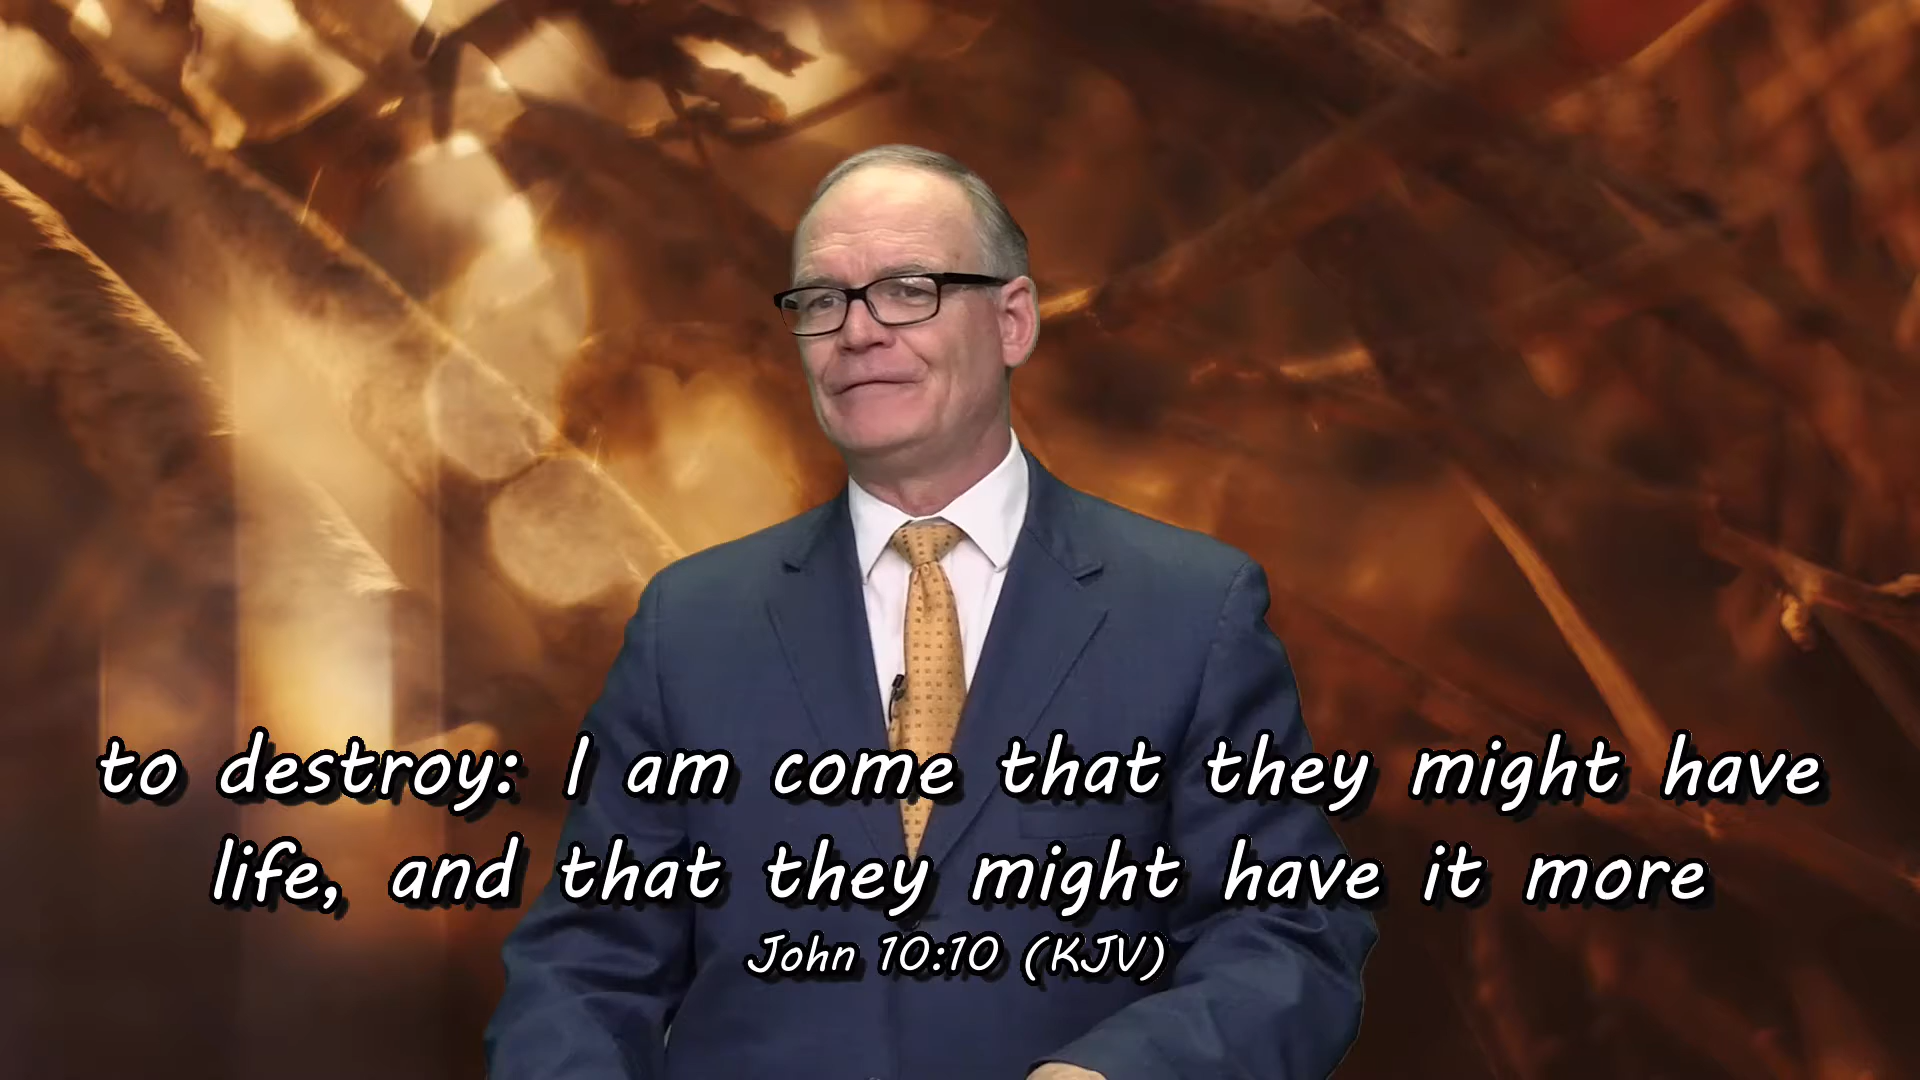 to destroy: I am come that they might have
life, and that they might have it more
John 10:10 (KJV)